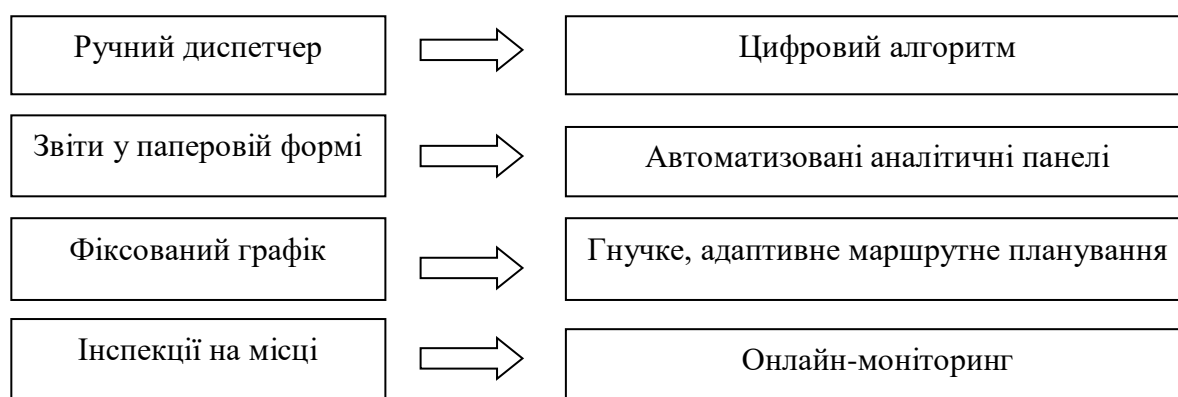 Ручний диспетчер
Цифровий алгоритм
Звіти у паперовій формі
Автоматизовані аналітичні панелі
Фіксований графік
Гнучке, адаптивне маршрутне планування
Інспекції на місці
Онлайн-моніторинг